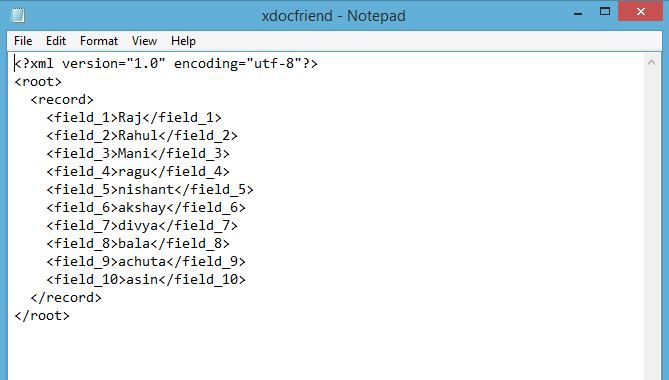 xdocfriend - Notepad
File Edit Format View Help
<?xml version="1.0" encoding="utf-8"?>
<root>
  <record>
    <field_1>Raj</field_1>
    <field_2>Rahul</field_2>
    <field_3>Mani</field_3>
    <field_4>ragu</field_4>
    <field_5>nishant</field_5>
    <field_6>akshay</field_6>
    <field_7>divya</field_7>
    <field_8>bala</field_8>
    <field_9>achuta</field_9>
    <field_10>asin</field_10>
  </record>
</root>